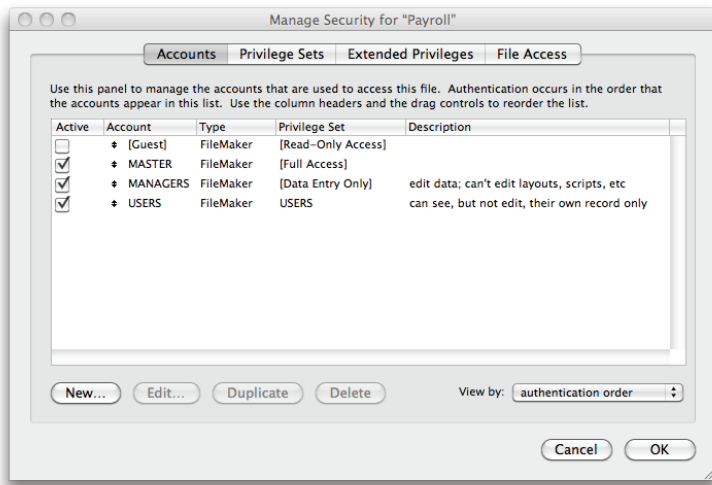 Manage Security for “Payroll”
Accounts Privilege Sets Extended Privileges File Access
Use this panel to manage the accounts that are used to access this file. Authentication occurs in the order that
the accounts appear in this list. Use the column headers and the drag controls to reorder the list.
Active Account Type Privilege Set Description
[Guest] FileMaker [Read-Only Access]
MASTER FileMaker [Full Access]
MANAGERS FileMaker [Data Entry Only] edit data; can't edit layouts, scripts, etc
USERS FileMaker USERS can see, but not edit, their own record only
New... Edit... Duplicate Delete View by: authentication order
Cancel OK